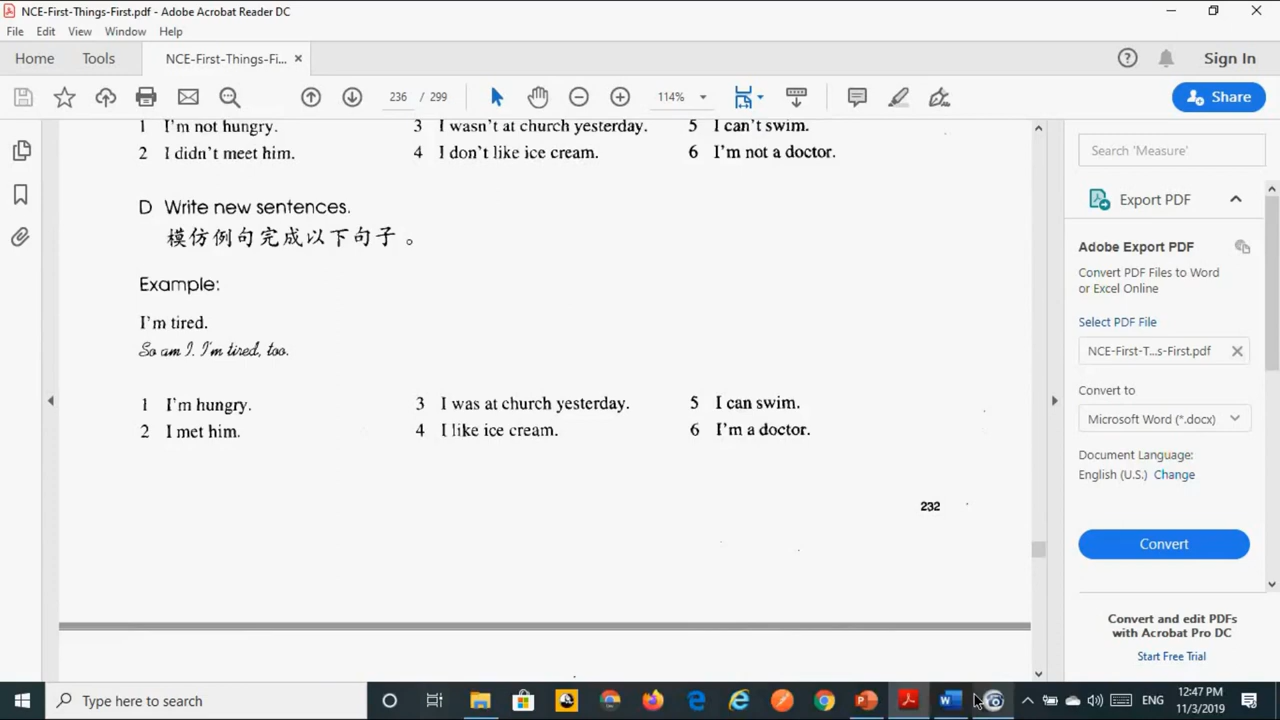 NCE-First-Things-First.pdf - Adobe Acrobat Reader DC
File Edit View Window Help
Home Tools NCE-First-Things-Fi... ×
Sign In
236 / 299 114% Share
1 I'm not hungry. 3 I wasn't at church yesterday. 5 I can't swim.
2 I didn't meet him. 4 I don't like ice cream. 6 I'm not a doctor.
D Write new sentences.
模仿例句完成以下句子。
Example:
I'm tired.
So am I. I'm tired, too.
1 I'm hungry. 3 I was at church yesterday. 5 I can swim.
2 I met him. 4 I like ice cream. 6 I'm a doctor.
232
Search 'Measure'
Export PDF
Adobe Export PDF
Convert PDF Files to Word
or Excel Online
Select PDF File
NCE-First-T...s-First.pdf
Convert to
Microsoft Word (*.docx)
Document Language:
English (U.S.) Change
Convert
Convert and edit PDFs
with Acrobat Pro DC
Start Free Trial
Type here to search
ENG
12:47 PM
11/3/2019